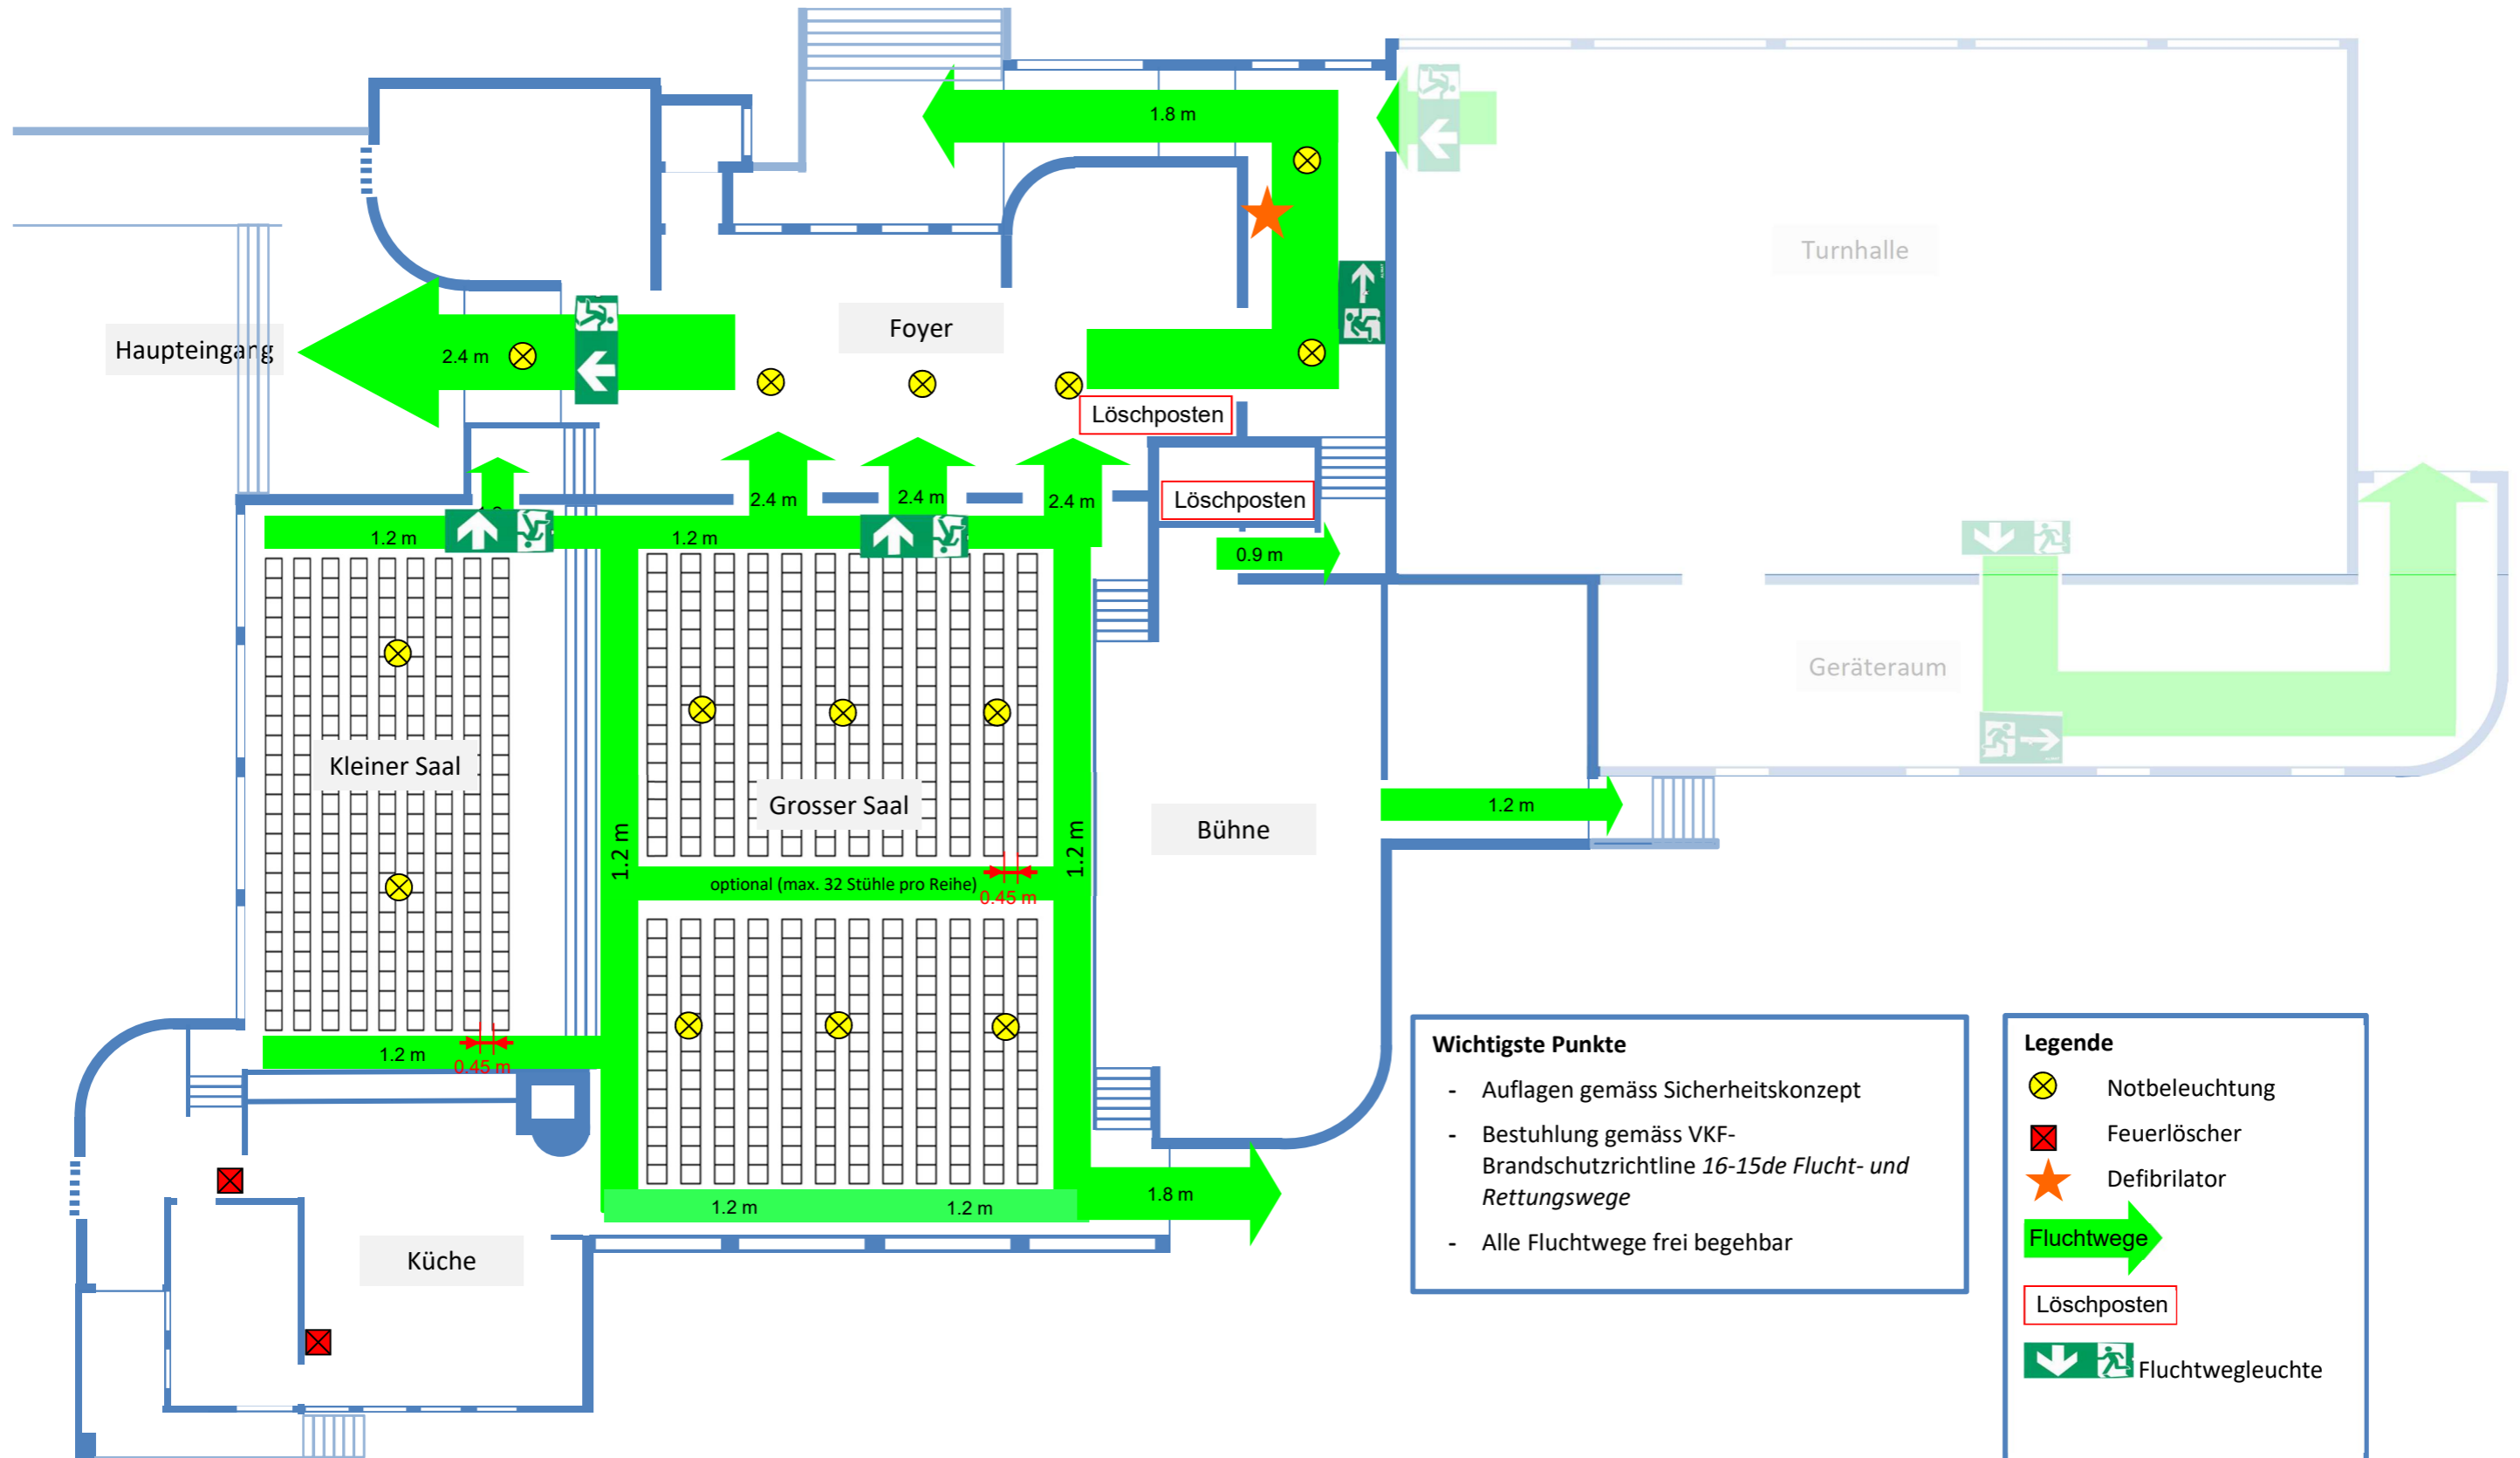 1.8 m
Turnhalle
Foyer
Haupteingang
2.4 m
Löschposten
2.4 m
2.4 m
2.4 m
Löschposten
1.2 m
1.2 m
0.9 m
Geräteraum
Kleiner Saal
Grosser Saal
1.2 m
1.2 m
Bühne
1.2 m
optional (max. 32 Stühle pro Reihe)
0.45 m
1.2 m
0.45 m
1.2 m
1.2 m
1.8 m
Küche
Wichtigste Punkte
- Auflagen gemäss Sicherheitskonzept
- Bestuhlung gemäss VKF-
Brandschutzrichtline 16-15de Flucht- und
Rettungswege
- Alle Fluchtwege frei begehbar
Legende
Notbeleuchtung
Feuerlöscher
Defibrilator
Fluchtwege
Löschposten
Fluchtwegleuchte